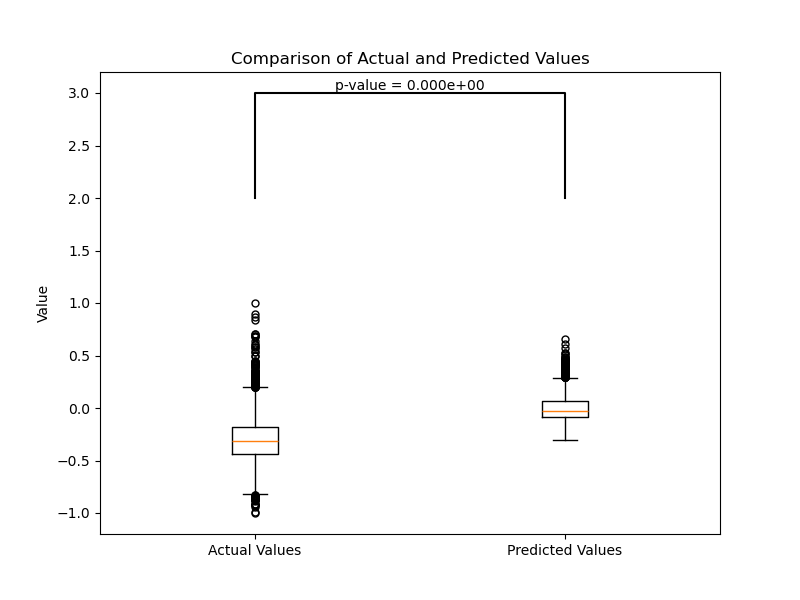 Comparison of Actual and Predicted Values
p-value = 0.000e+00
3.0
2.5
2.0
1.5
1.0
0.5
0.0
−0.5
−1.0
Value
Actual Values
Predicted Values